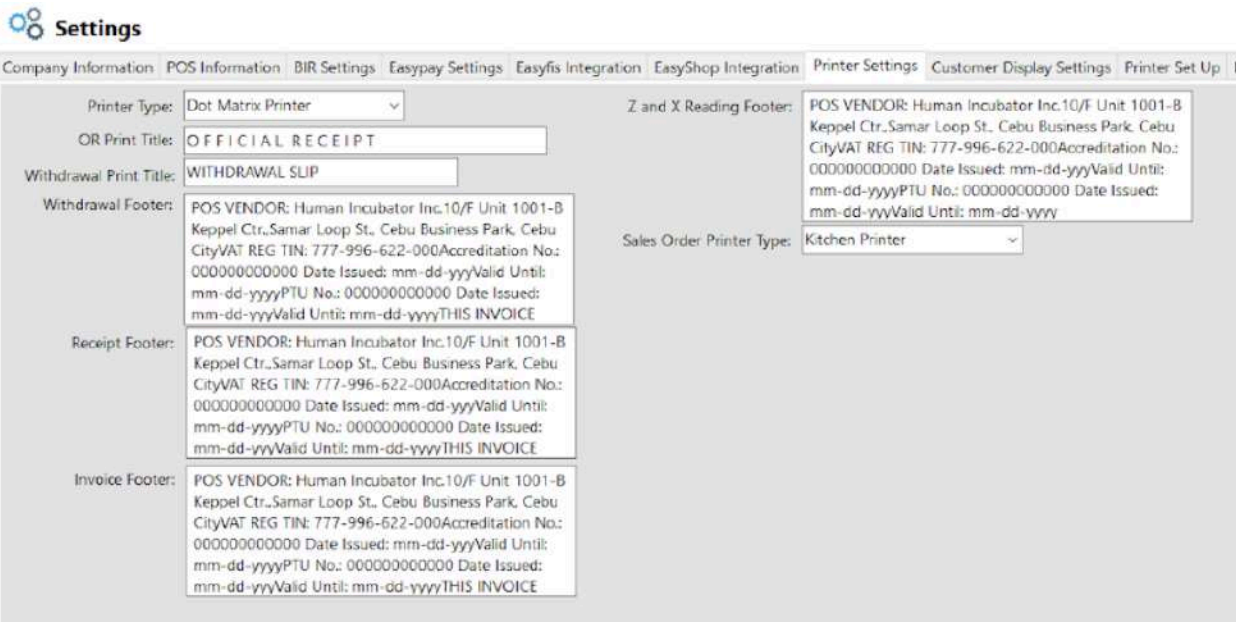 Settings
Company Information POS Information BIR Settings Easypay Settings Easyfis Integration EasyShop Integration Printer Settings Customer Display Settings Printer Set Up
Printer Type: Dot Matrix Printer
OR Print Title: O F F I C I A L  R E C E I P T
Withdrawal Print Title: WITHDRAWAL SLIP
Withdrawal Footer: POS VENDOR: Human Incubator Inc.10/F Unit 1001-B
Keppel Ctr.,Samar Loop St., Cebu Business Park, Cebu
CityVAT REG TIN: 777-996-622-000Accreditation No.:
000000000000 Date Issued: mm-dd-yyyValid Until:
mm-dd-yyyyPTU No.: 000000000000 Date Issued:
mm-dd-yyyValid Until: mm-dd-yyyyTHIS INVOICE
Receipt Footer: POS VENDOR: Human Incubator Inc.10/F Unit 1001-B
Keppel Ctr.,Samar Loop St., Cebu Business Park, Cebu
CityVAT REG TIN: 777-996-622-000Accreditation No.:
000000000000 Date Issued: mm-dd-yyyValid Until:
mm-dd-yyyyPTU No.: 000000000000 Date Issued:
mm-dd-yyyValid Until: mm-dd-yyyyTHIS INVOICE
Invoice Footer: POS VENDOR: Human Incubator Inc.10/F Unit 1001-B
Keppel Ctr.,Samar Loop St., Cebu Business Park, Cebu
CityVAT REG TIN: 777-996-622-000Accreditation No.:
000000000000 Date Issued: mm-dd-yyyValid Until:
mm-dd-yyyyPTU No.: 000000000000 Date Issued:
mm-dd-yyyValid Until: mm-dd-yyyyTHIS INVOICE
Z and X Reading Footer: POS VENDOR: Human Incubator Inc.10/F Unit 1001-B
Keppel Ctr.,Samar Loop St., Cebu Business Park, Cebu
CityVAT REG TIN: 777-996-622-000Accreditation No.:
000000000000 Date Issued: mm-dd-yyyValid Until:
mm-dd-yyyyPTU No.: 000000000000 Date Issued:
mm-dd-yyyValid Until: mm-dd-yyyy
Sales Order Printer Type: Kitchen Printer